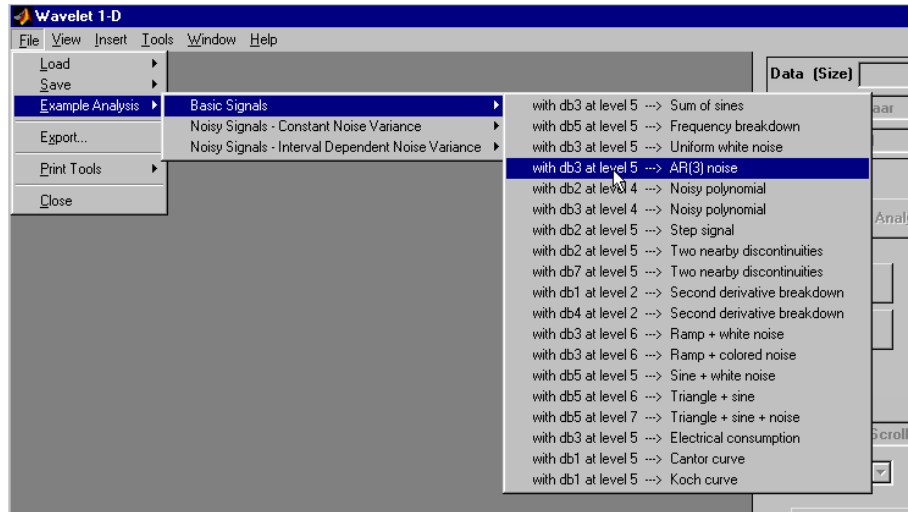 Wavelet 1-D
File View Insert Tools Window Help
Load
Save
Example Analysis
Export...
Print Tools
Close
Basic Signals
Noisy Signals - Constant Noise Variance
Noisy Signals - Interval Dependent Noise Variance
with db3 at level 5 ---> Sum of sines
with db5 at level 5 ---> Frequency breakdown
with db3 at level 5 ---> Uniform white noise
with db3 at level 5 ---> AR(3) noise
with db2 at level 4 ---> Noisy polynomial
with db3 at level 4 ---> Noisy polynomial
with db2 at level 5 ---> Step signal
with db2 at level 5 ---> Two nearby discontinuities
with db7 at level 5 ---> Two nearby discontinuities
with db1 at level 2 ---> Second derivative breakdown
with db4 at level 2 ---> Second derivative breakdown
with db3 at level 6 ---> Ramp + white noise
with db3 at level 6 ---> Ramp + colored noise
with db5 at level 5 ---> Sine + white noise
with db5 at level 6 ---> Triangle + sine
with db5 at level 7 ---> Triangle + sine + noise
with db3 at level 5 ---> Electrical consumption
with db1 at level 5 ---> Cantor curve
with db1 at level 5 ---> Koch curve
Data (Size)
aar
Analy
Scroll